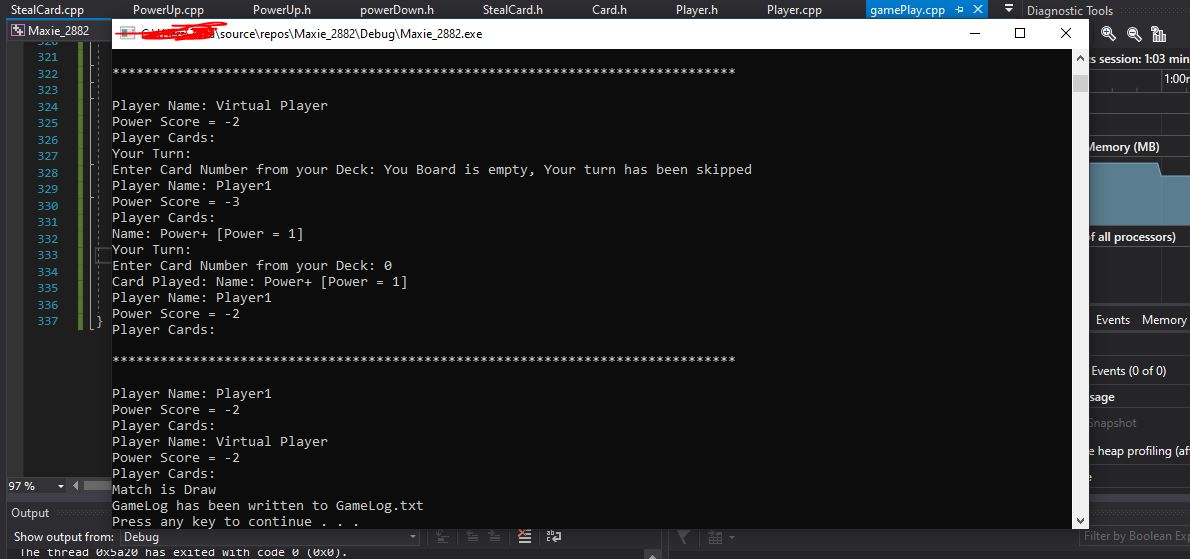 StealCard.cpp PowerUp.cpp PowerUp.h powerDown.h StealCard.h Card.h Player.h Player.cpp gamePlay.cpp Diagnostic Tools
Maxie_2882
\source\repos\Maxie_2882\Debug\Maxie_2882.exe
s session: 1:03 min
1:00
320
321
322
323
324
325
326
327
328
329
330
331
332
333
334
335
336
337 }
*******************************************************************************
Player Name: Virtual Player
Power Score = -2
Player Cards:
Your Turn:
Enter Card Number from your Deck: You Board is empty, Your turn has been skipped
Player Name: Player1
Power Score = -3
Player Cards:
Name: Power+ [Power = 1]
Your Turn:
Enter Card Number from your Deck: 0
Card Played: Name: Power+ [Power = 1]
Player Name: Player1
Power Score = -2
Player Cards:
*******************************************************************************
Player Name: Player1
Power Score = -2
Player Cards:
Player Name: Virtual Player
Power Score = -2
Player Cards:
Match is Draw
GameLog has been written to GameLog.txt
Press any key to continue . . .
Memory (MB)
of all processors)
Events Memory
Events (0 of 0)
sage
Snapshot
e heap profiling (af
97 %
Output
Show output from: Debug
The thread 0x5a20 has exited with code 0 (0x0).
Filter by Boolean Exp